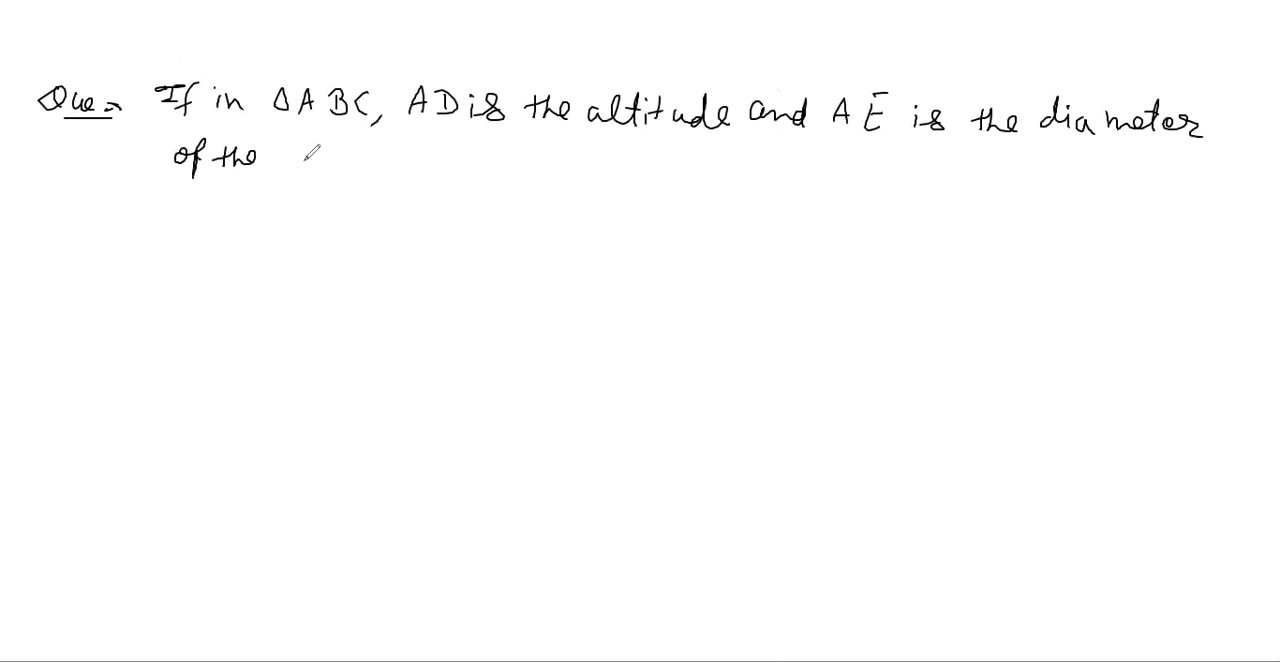 Que- If in ΔABC, AD is the altitude and AE is the diameter
of the